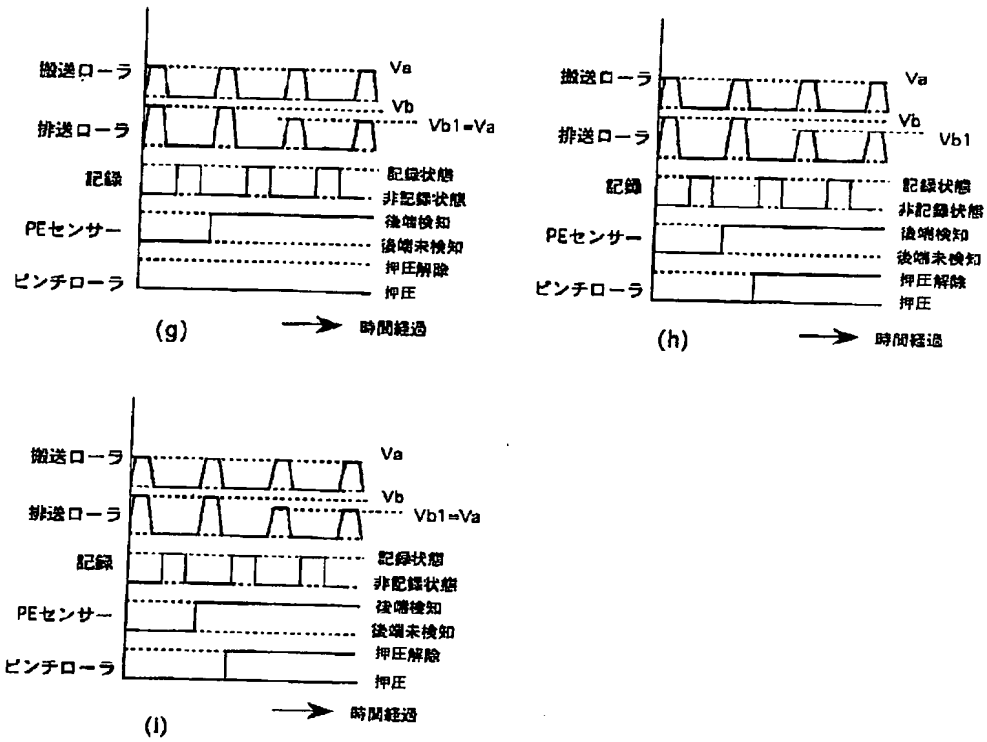 搬送ローラ
Va
Vb
排送ローラ
Vb1=Va
記録
記録状態
非記録状態
PEセンサー
後端検知
後端未検知
押圧解除
ピンチローラ
押圧
(g)
時間経過
搬送ローラ
Va
Vb
排送ローラ
Vb1
記録
記録状態
非記録状態
PEセンサー
後端検知
後端未検知
押圧解除
ピンチローラ
押圧
(h)
時間経過
搬送ローラ
Va
Vb
排送ローラ
Vb1=Va
記録
記録状態
非記録状態
PEセンサー
後端検知
後端未検知
押圧解除
ピンチローラ
押圧
(i)
時間経過